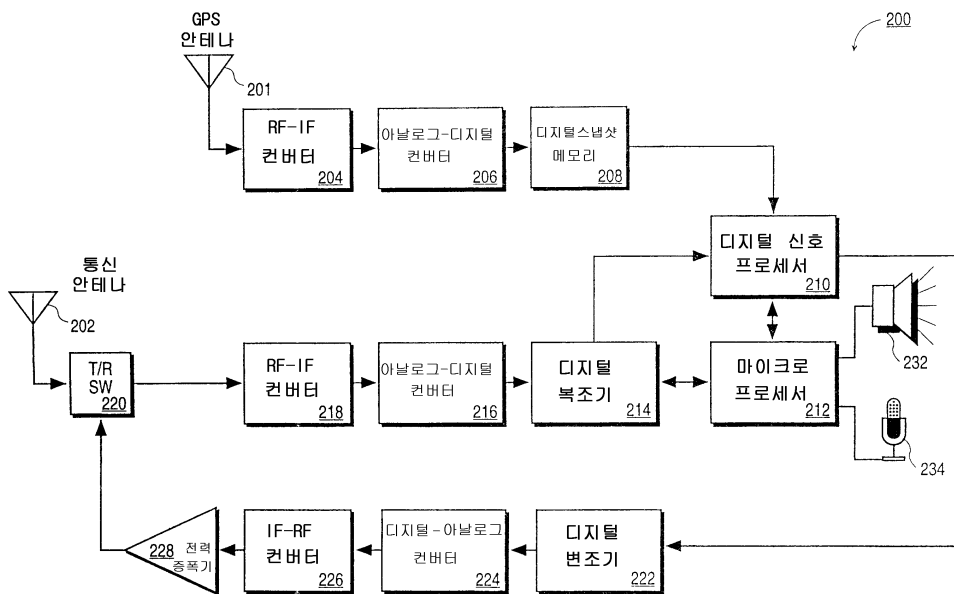 GPS
안테나
201
200
RF-IF
컨버터
204
아날로그-디지털
컨버터
206
디지털스냅샷
메모리
208
디지털 신호
프로세서
210
통신
안테나
202
T/R
SW
220
RF-IF
컨버터
218
아날로그-디지털
컨버터
216
디지털
복조기
214
마이크로
프로세서
212
232
234
228 전력
증폭기
IF-RF
컨버터
226
디지털-아날로그
컨버터
224
디지털
변조기
222